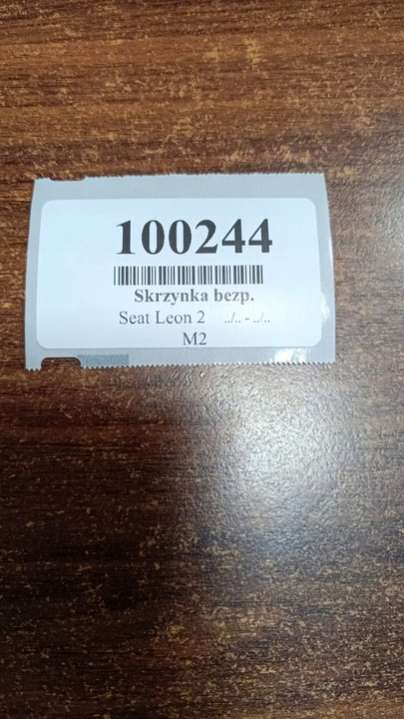 100244
Skrzynka bezp.
Seat Leon 2 ../.. - ../..
M2